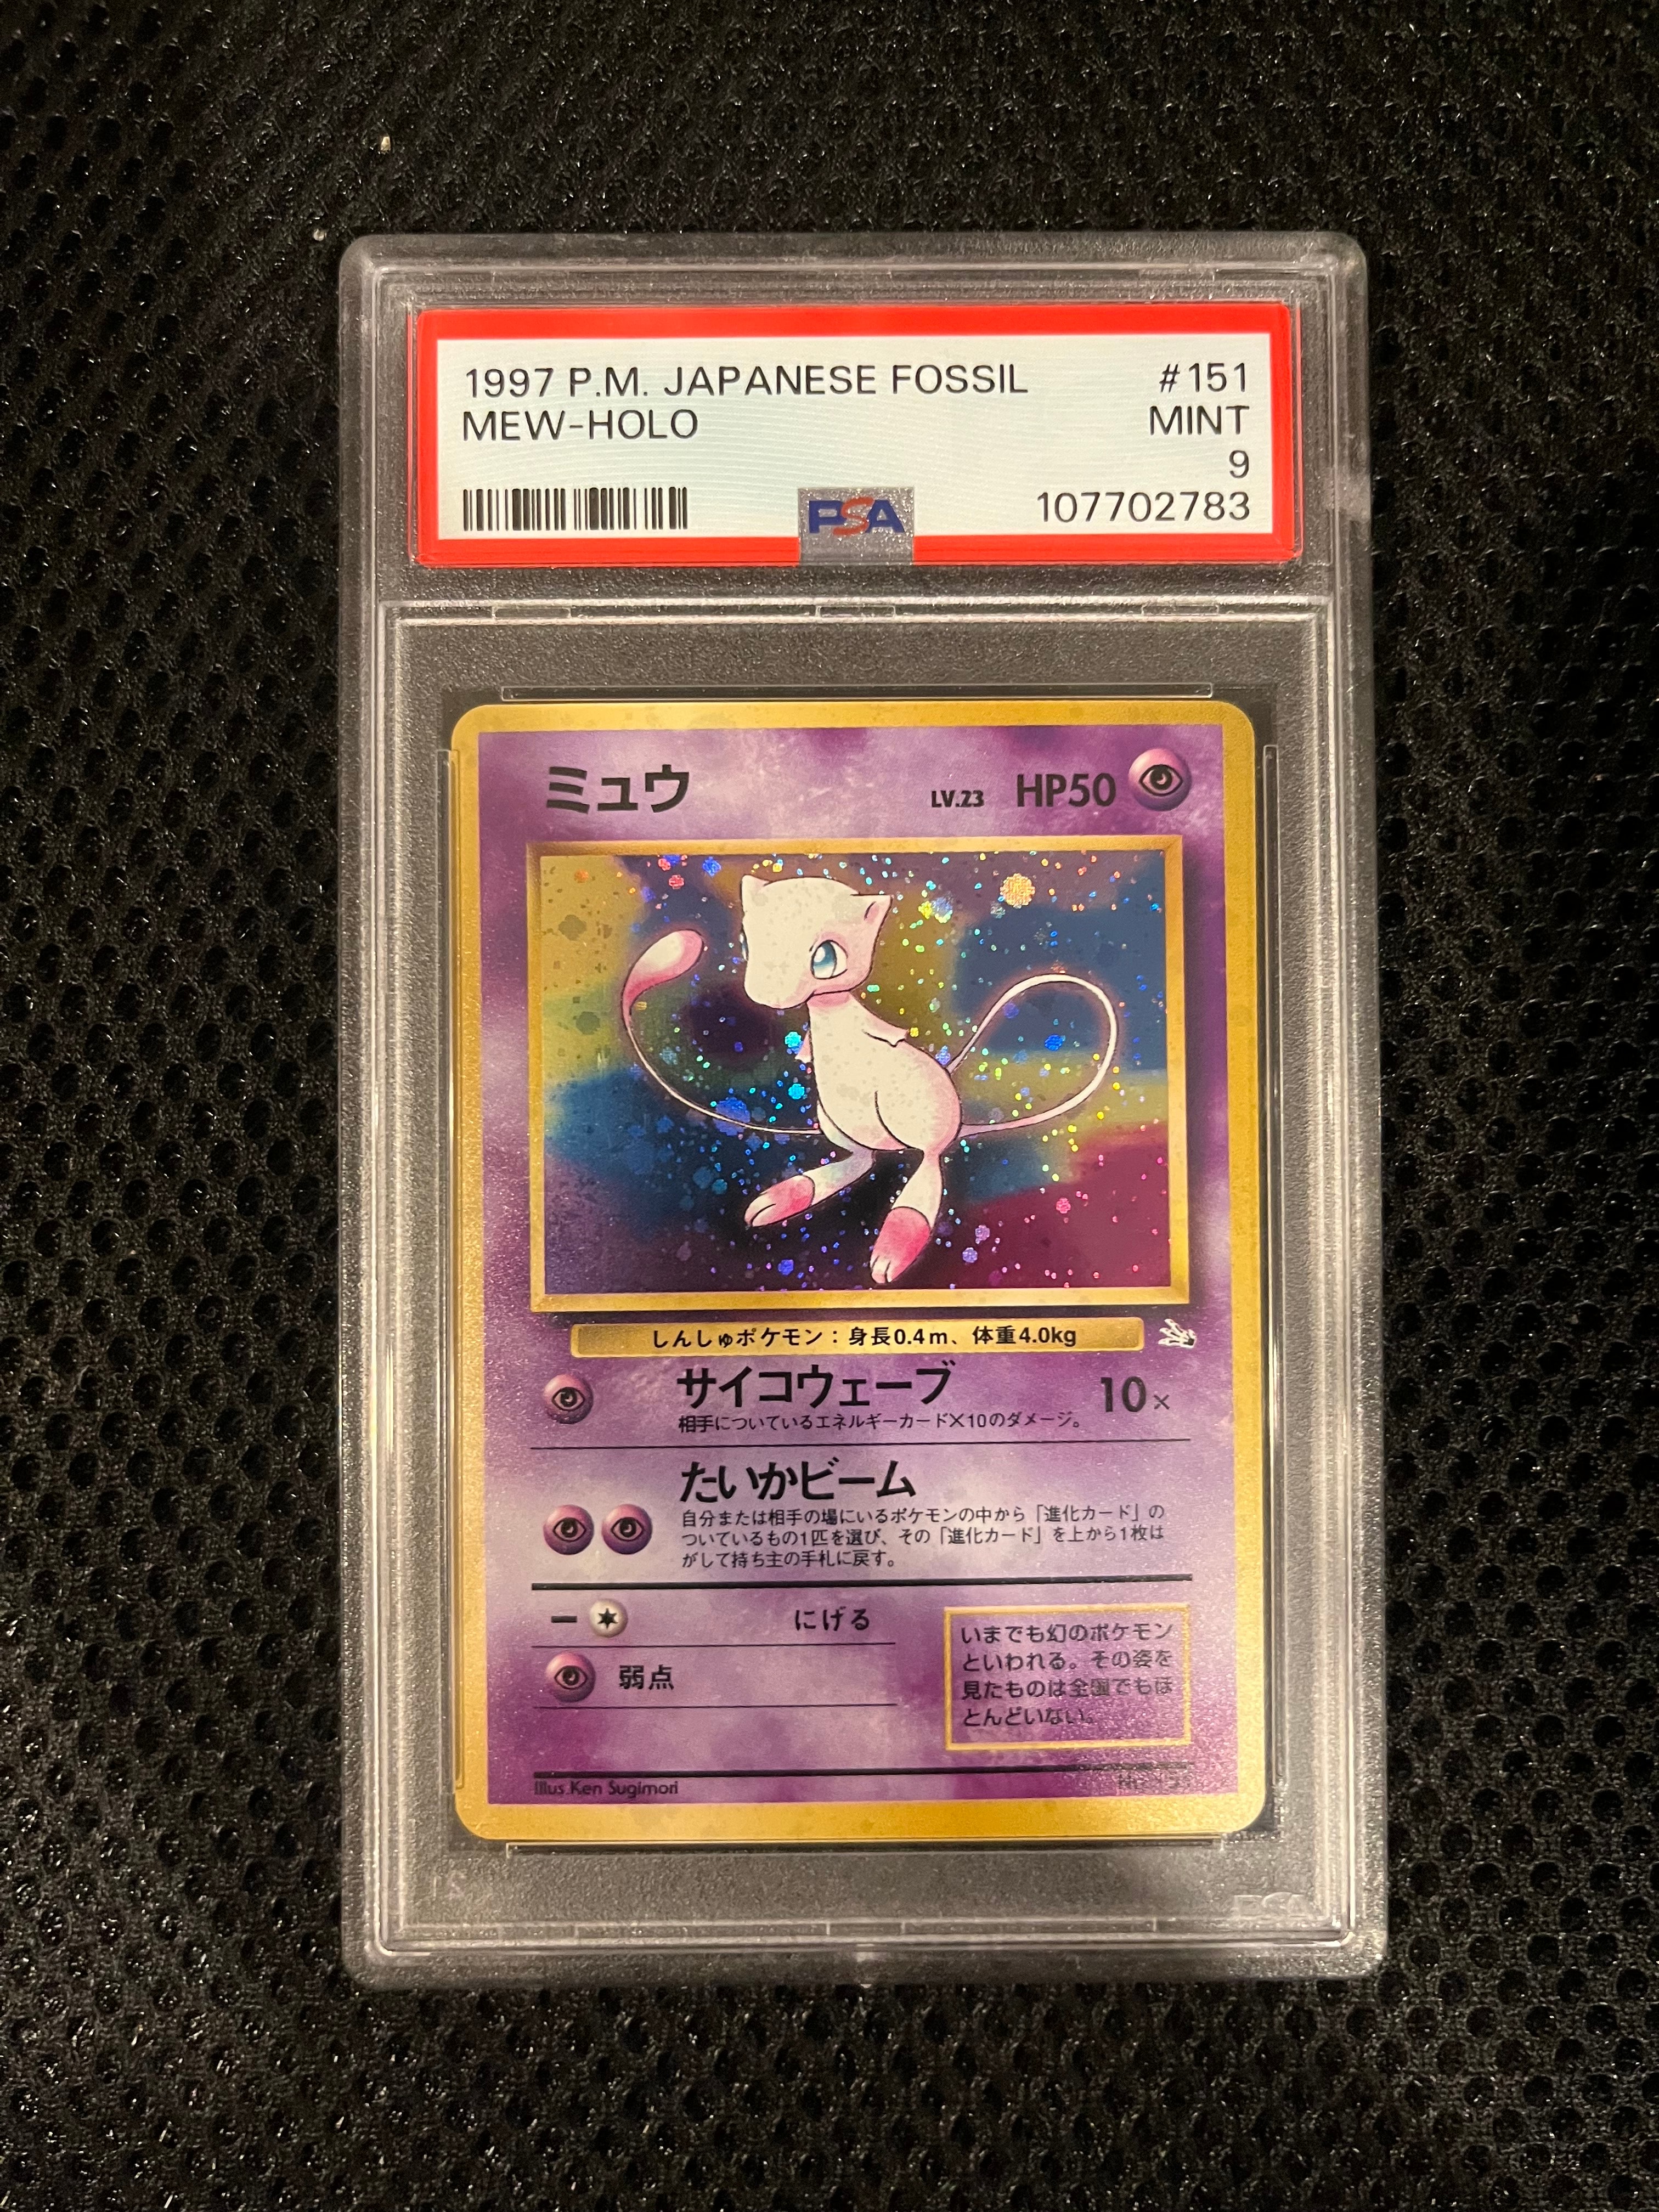 1997 P.M. JAPANESE FOSSIL #151
MEW-HOLO MINT
9
PSA 107702783
ミュウ LV.23 HP50
しんしゅポケモン：身長0.4m、体重4.0kg
サイコウェーブ 10×
相手についているエネルギーカード×10のダメージ。
たいかビーム
自分または相手の場にいるポケモンの中から「進化カード」の
ついているもの1匹を選び、その「進化カード」を上から1枚は
がして持ち主の手札に戻す。
ー にげる
弱点
いまでも幻のポケモン
といわれる。その姿を
見たものは全国でもほ
とんどいない。
Illus.Ken Sugimori
PSA